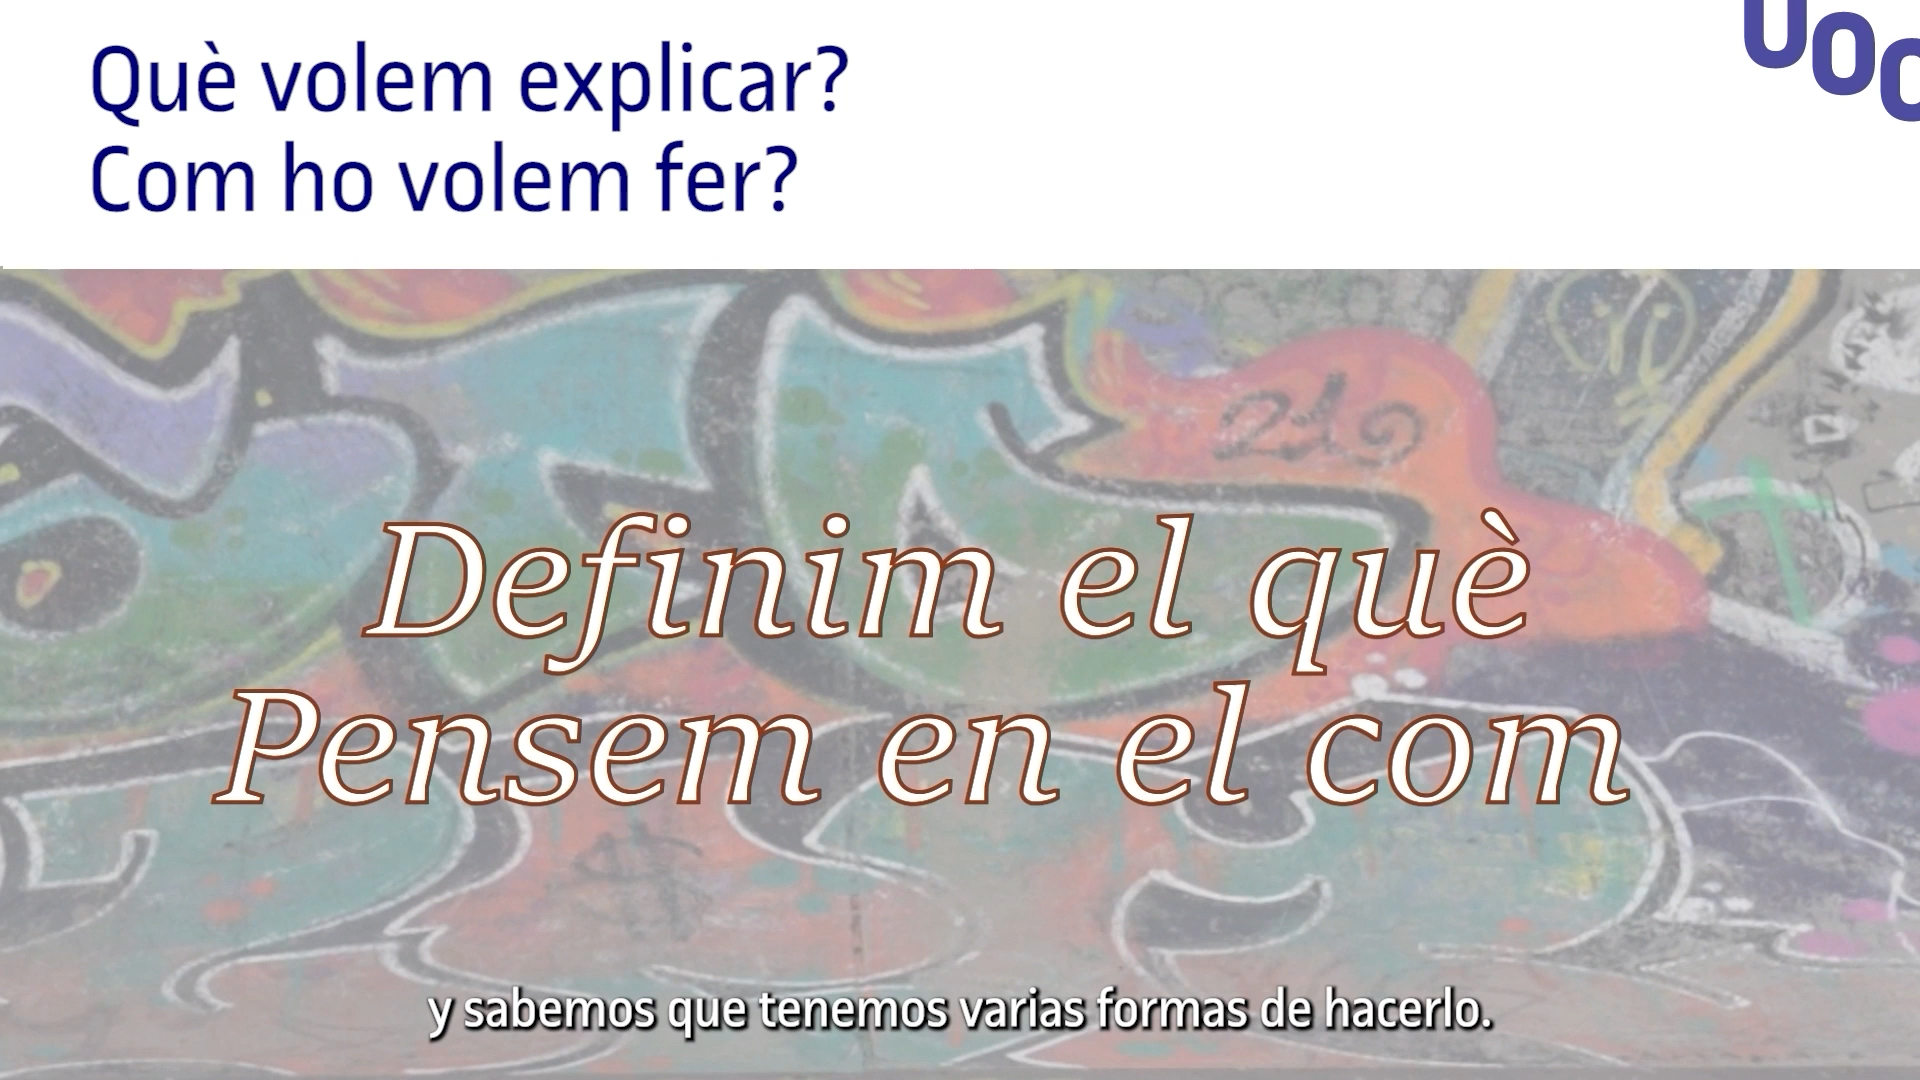 Què volem explicar?
Com ho volem fer?
UOC
219
Definim el què
Pensem en el com
y sabemos que tenemos varias formas de hacerlo.